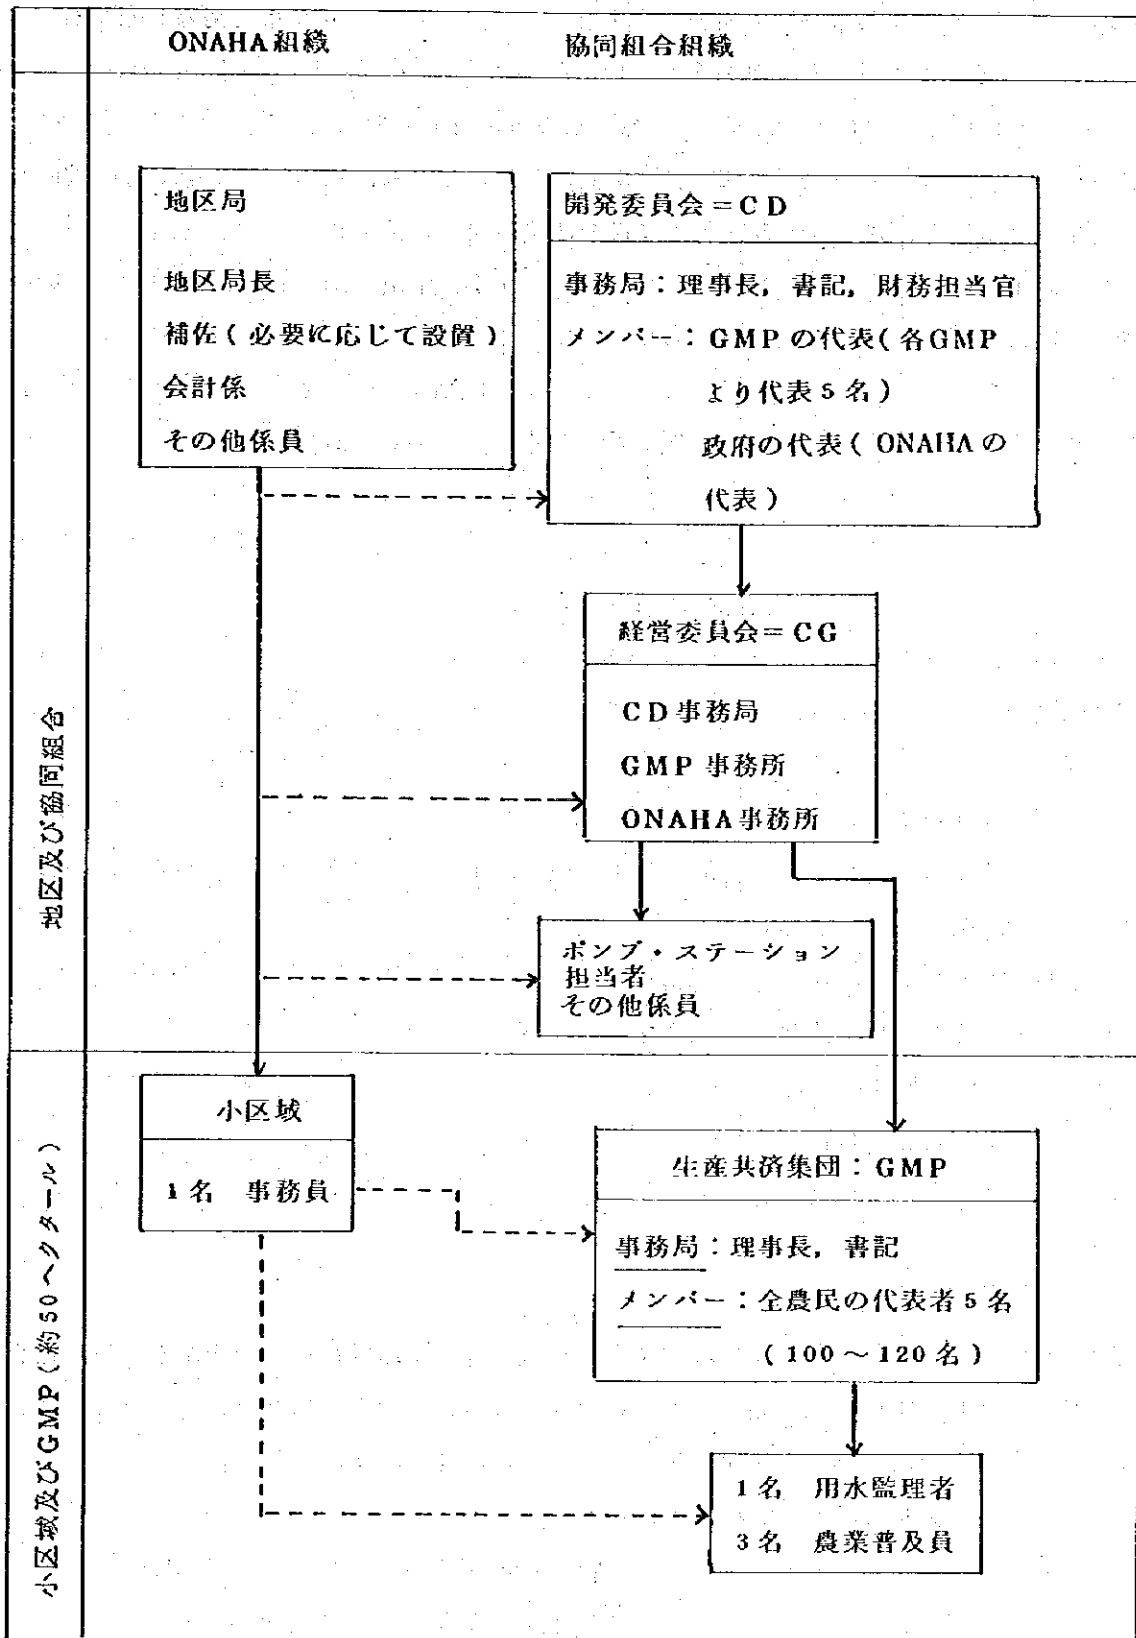 ONAHA組織
協同組合組織
地区及び協同組合
地区局
地区局長
補佐(必要に応じて設置)
会計係
その他係員
開発委員会=CD
事務局:理事長,書記,財務担当官
メンバー:GMPの代表(各GMP
より代表5名)
政府の代表(ONAHAの
代表)
経営委員会=CG
CD事務局
GMP事務所
ONAHA事務所
ポンプ・ステーション
担当者
その他係員
小区域及びGMP(約50ヘクタール)
小区域
1名 事務員
生産共済集団:GMP
事務局:理事長,書記
メンバー:全農民の代表者5名
(100~120名)
1名 用水監理者
3名 農業普及員